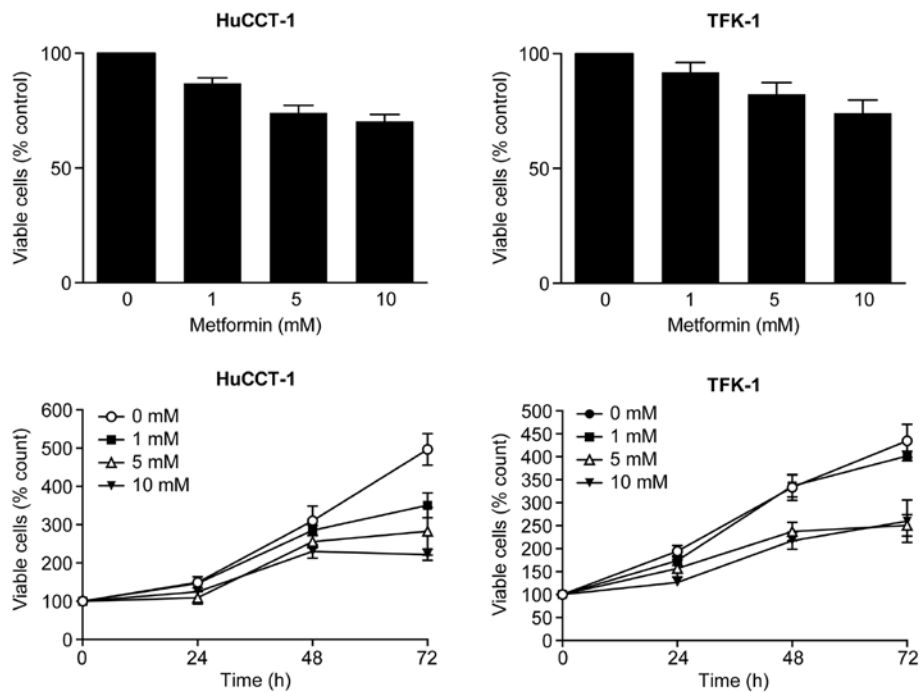 HuCCT-1
Viable cells (% control)
100
50
0
0 1 5 10
Metformin (mM)
TFK-1
Viable cells (% control)
100
50
0
0 1 5 10
Metformin (mM)
HuCCT-1
Viable cells (% count)
600
500
400
300
200
100
0
0 mM
1 mM
5 mM
10 mM
0 24 48 72
Time (h)
TFK-1
Viable cells (% count)
500
450
400
350
300
250
200
150
100
50
0
0 mM
1 mM
5 mM
10 mM
0 24 48 72
Time (h)